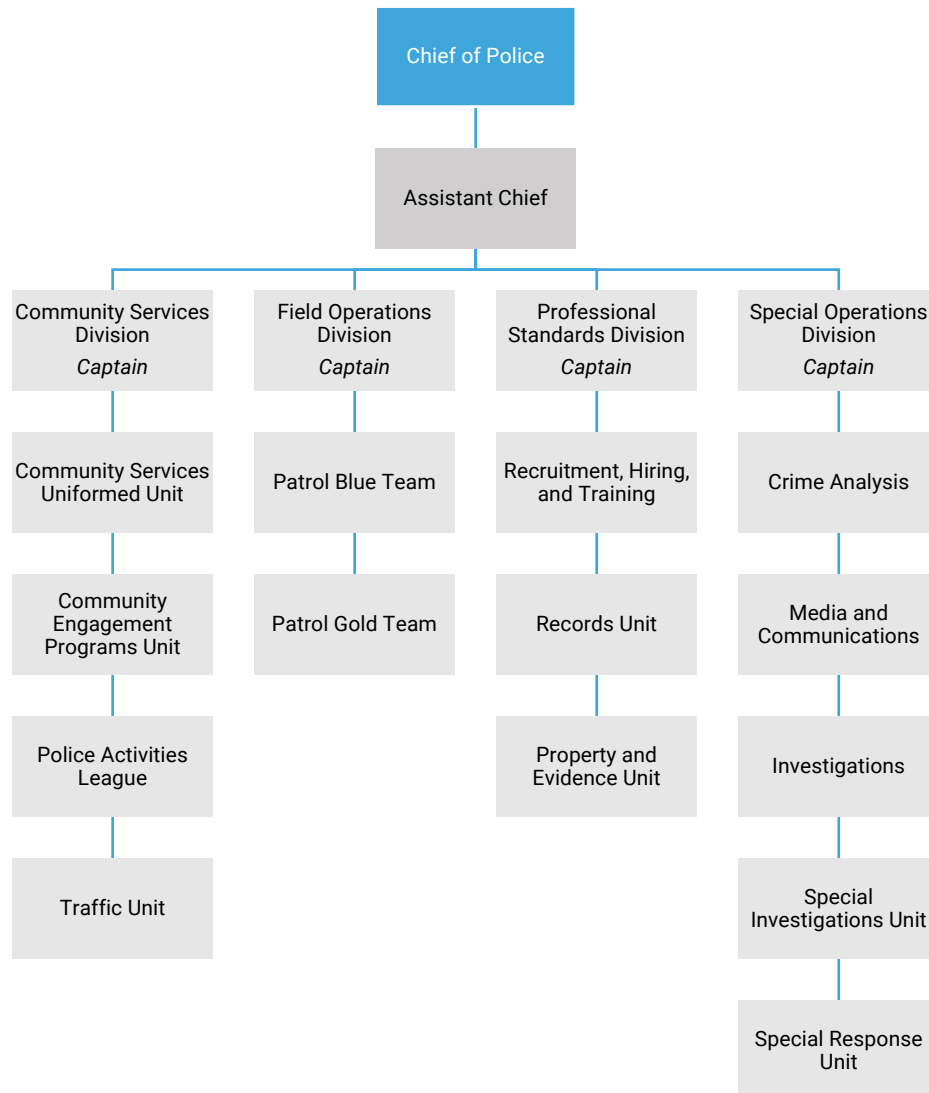 Chief of Police
Assistant Chief
Community Services
Division
Captain
Field Operations
Division
Captain
Professional
Standards Division
Captain
Special Operations
Division
Captain
Community Services
Uniformed Unit
Patrol Blue Team
Recruitment, Hiring,
and Training
Crime Analysis
Community
Engagement
Programs Unit
Patrol Gold Team
Records Unit
Media and
Communications
Police Activities
League
Property and
Evidence Unit
Investigations
Traffic Unit
Special
Investigations Unit
Special Response
Unit